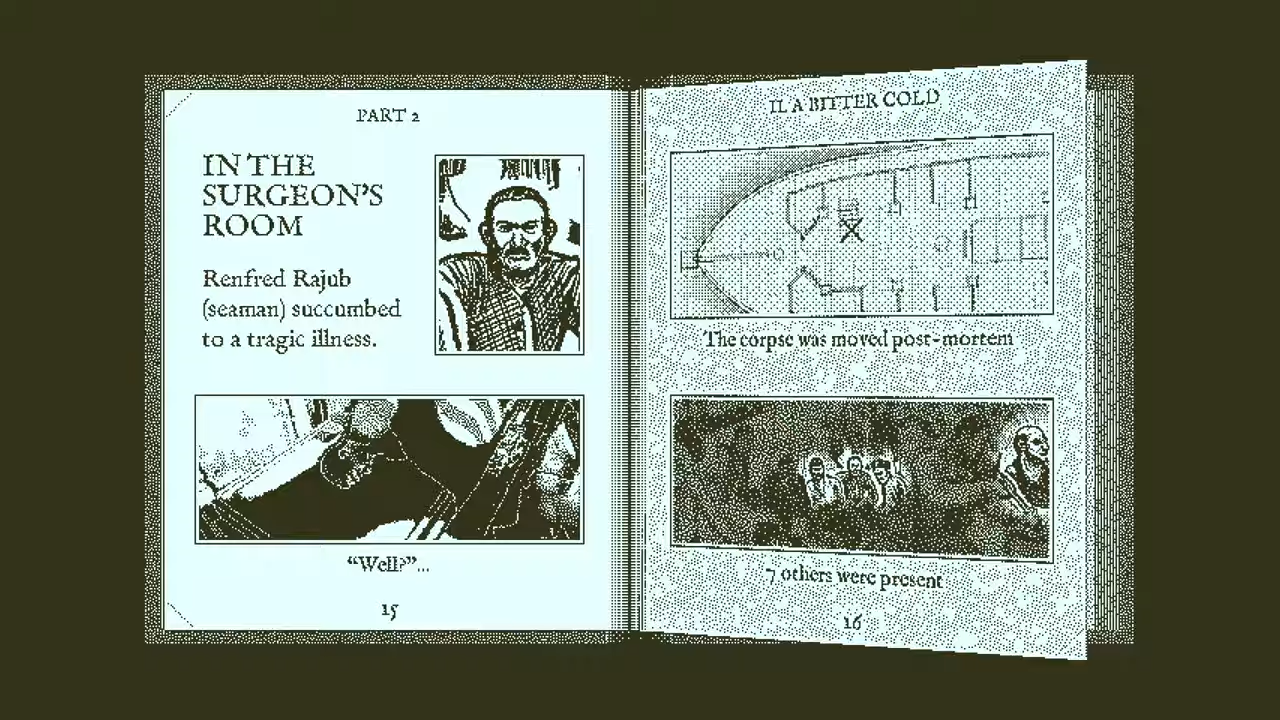 PART 2
IN THE
SURGEON'S
ROOM
Renfred Rajub
(seaman) succumbed
to a tragic illness.
“Well?”...
15
II. A BITTER COLD
The corpse was moved post-mortem
7 others were present
16